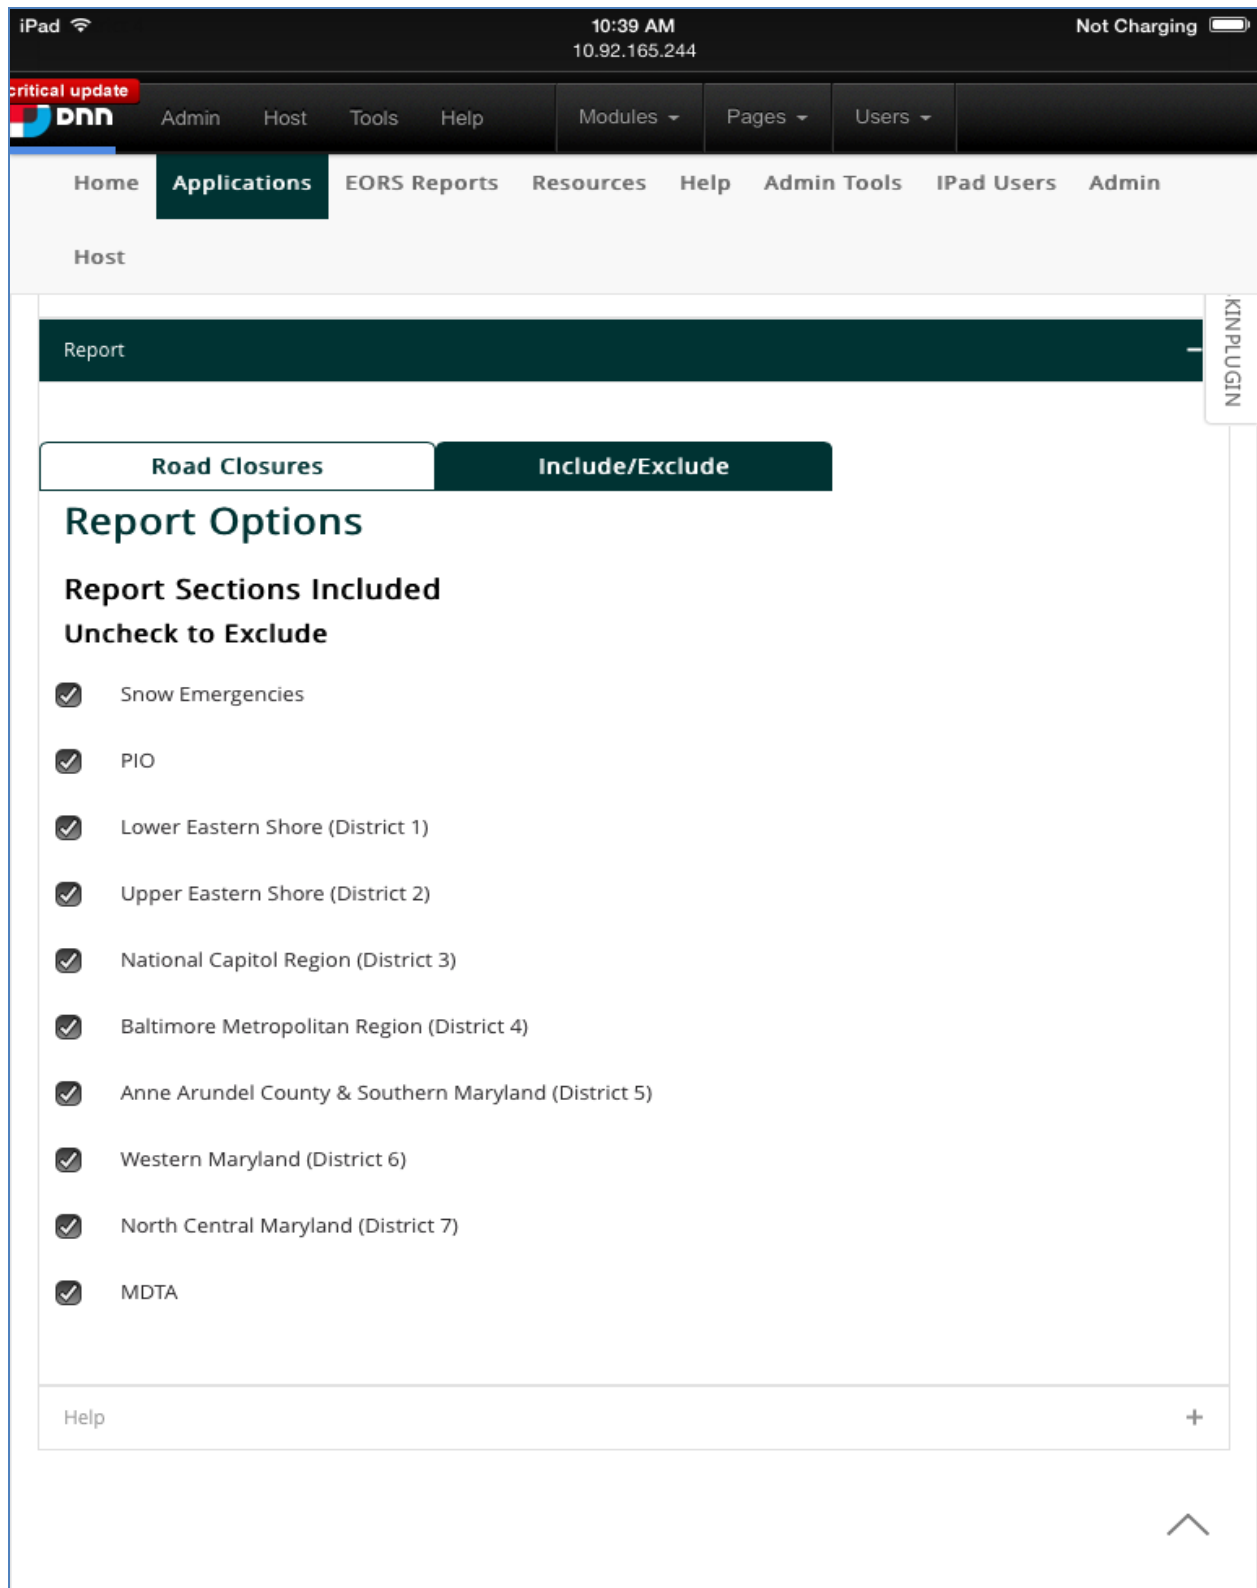 iPad 10:39 AM Not Charging
10.92.165.244
critical update
DNN Admin Host Tools Help Modules Pages Users
Home Applications EORS Reports Resources Help Admin Tools IPad Users Admin
Host
KINPLUGIN
Report
Road Closures Include/Exclude
Report Options
Report Sections Included
Uncheck to Exclude
Snow Emergencies
PIO
Lower Eastern Shore (District 1)
Upper Eastern Shore (District 2)
National Capitol Region (District 3)
Baltimore Metropolitan Region (District 4)
Anne Arundel County & Southern Maryland (District 5)
Western Maryland (District 6)
North Central Maryland (District 7)
MDTA
Help